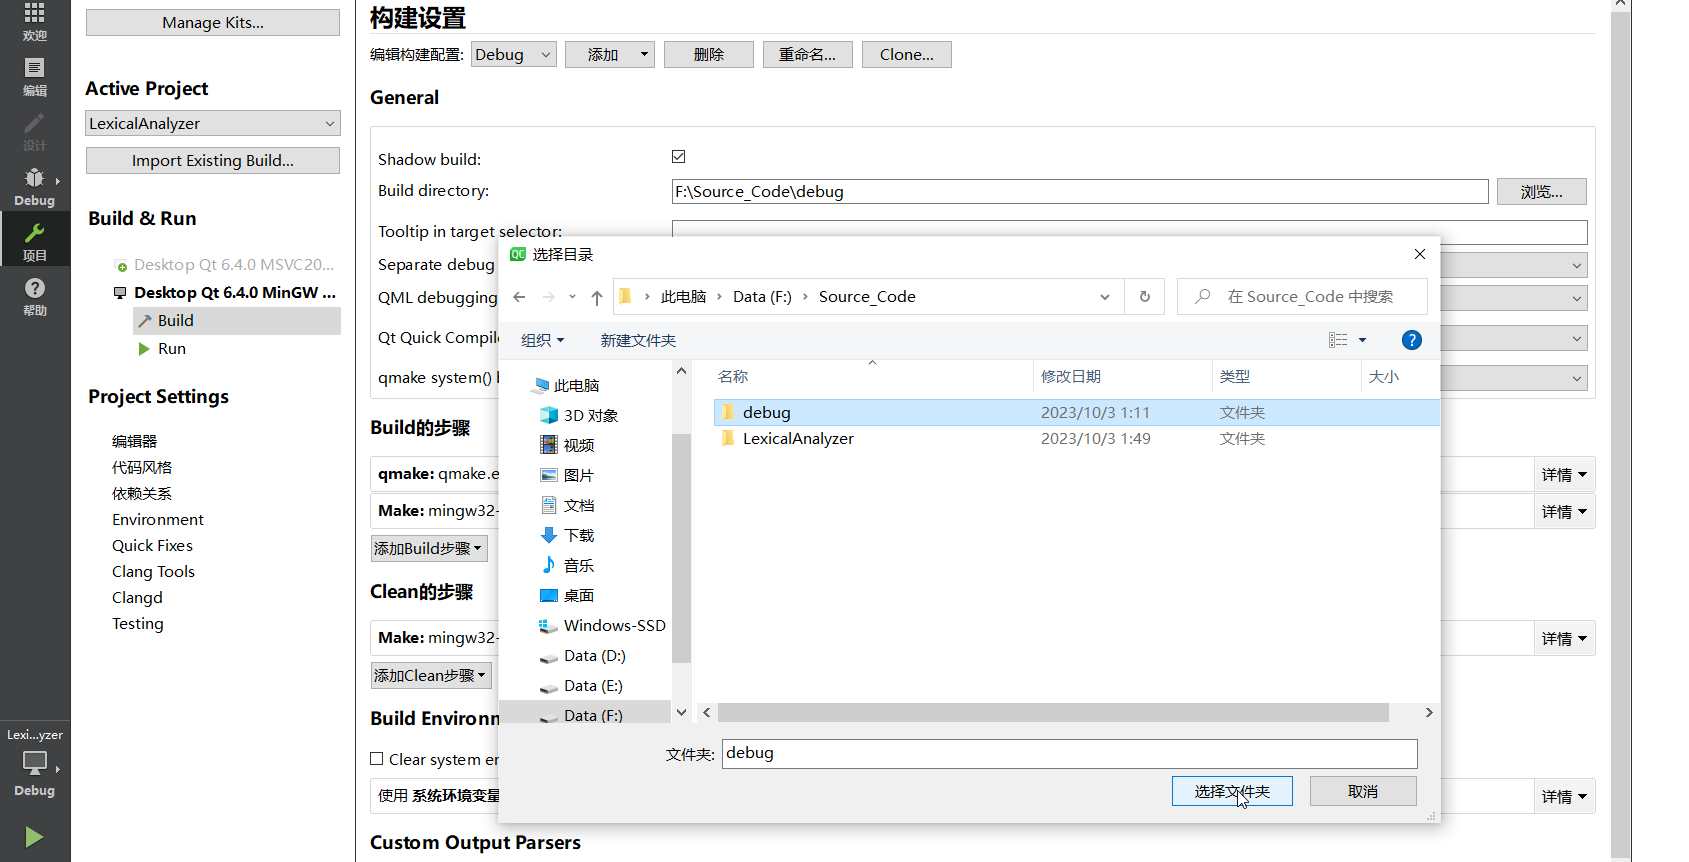 欢迎
编辑
设计
Debug
项目
帮助
Lexi...yzer
Debug
Manage Kits...
Active Project
LexicalAnalyzer
Import Existing Build...
Build & Run
Desktop Qt 6.4.0 MSVC20...
Desktop Qt 6.4.0 MinGW ...
Build
Run
Project Settings
编辑器
代码风格
依赖关系
Environment
Quick Fixes
Clang Tools
Clangd
Testing
构建设置
编辑构建配置: Debug 添加 删除 重命名... Clone...
General
Shadow build:
Build directory: F:\Source_Code\debug 浏览...
Tooltip in target selector:
Separate debug
QML debugging
Qt Quick Compil
qmake system()
Build的步骤
qmake: qmake.e 详情
Make: mingw32- 详情
添加Build步骤
Clean的步骤
Make: mingw32- 详情
添加Clean步骤
Build Environ
Clear system en
使用 系统环境变量 详情
Custom Output Parsers
QC 选择目录
此电脑 Data (F:) Source_Code 在 Source_Code 中搜索
组织 新建文件夹
名称 修改日期 类型 大小
debug 2023/10/3 1:11 文件夹
LexicalAnalyzer 2023/10/3 1:49 文件夹
此电脑
3D 对象
视频
图片
文档
下载
音乐
桌面
Windows-SSD
Data (D:)
Data (E:)
Data (F:)
文件夹: debug
选择文件夹 取消